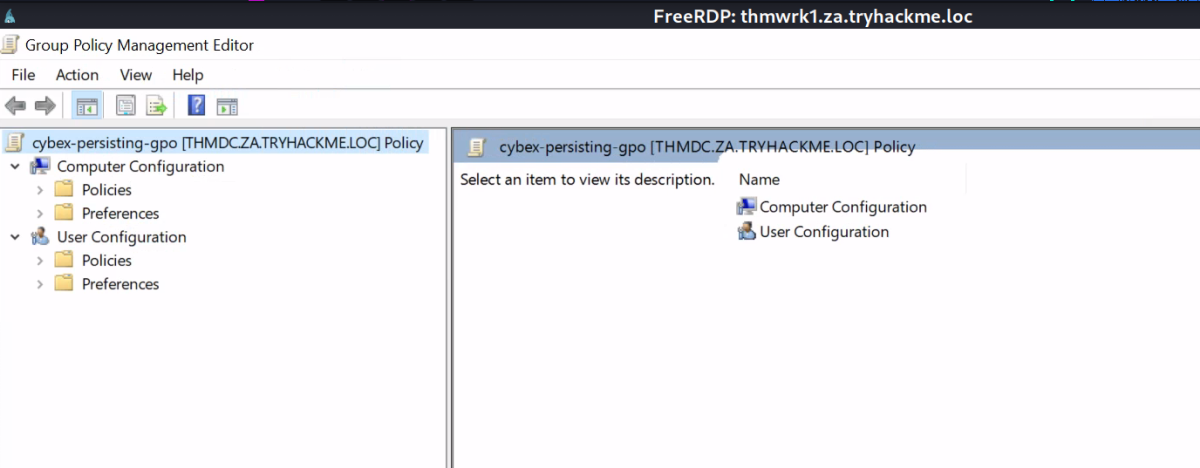 FreeRDP: thmwrk1.za.tryhackme.loc
Group Policy Management Editor
File Action View Help
cybex-persisting-gpo [THMDC.ZA.TRYHACKME.LOC] Policy
Computer Configuration
Policies
Preferences
User Configuration
Policies
Preferences
cybex-persisting-gpo [THMDC.ZA.TRYHACKME.LOC] Policy
Select an item to view its description.
Name
Computer Configuration
User Configuration